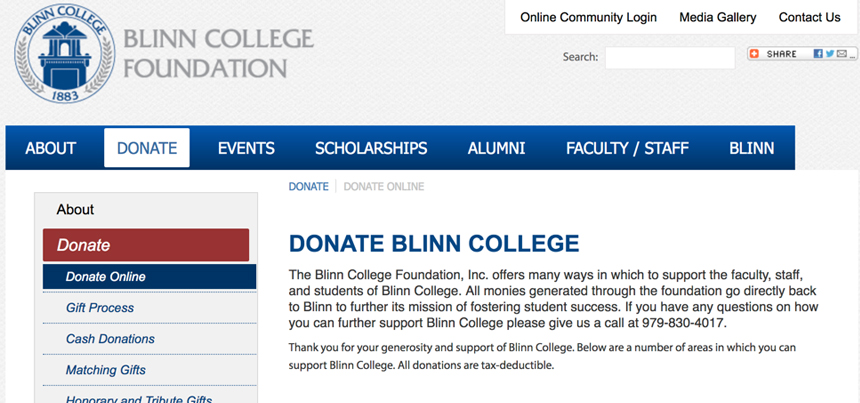 Online Community Login Media Gallery Contact Us
BLINN COLLEGE
1883
BLINN COLLEGE
FOUNDATION
Search:
SHARE
ABOUT DONATE EVENTS SCHOLARSHIPS ALUMNI FACULTY / STAFF BLINN
DONATE DONATE ONLINE
About
Donate
Donate Online
Gift Process
Cash Donations
Matching Gifts
Honorary and Tribute Gifts
DONATE BLINN COLLEGE
The Blinn College Foundation, Inc. offers many ways in which to support the faculty, staff,
and students of Blinn College. All monies generated through the foundation go directly back
to Blinn to further its mission of fostering student success. If you have any questions on how
you can further support Blinn College please give us a call at 979-830-4017.
Thank you for your generosity and support of Blinn College. Below are a number of areas in which you can
support Blinn College. All donations are tax-deductible.